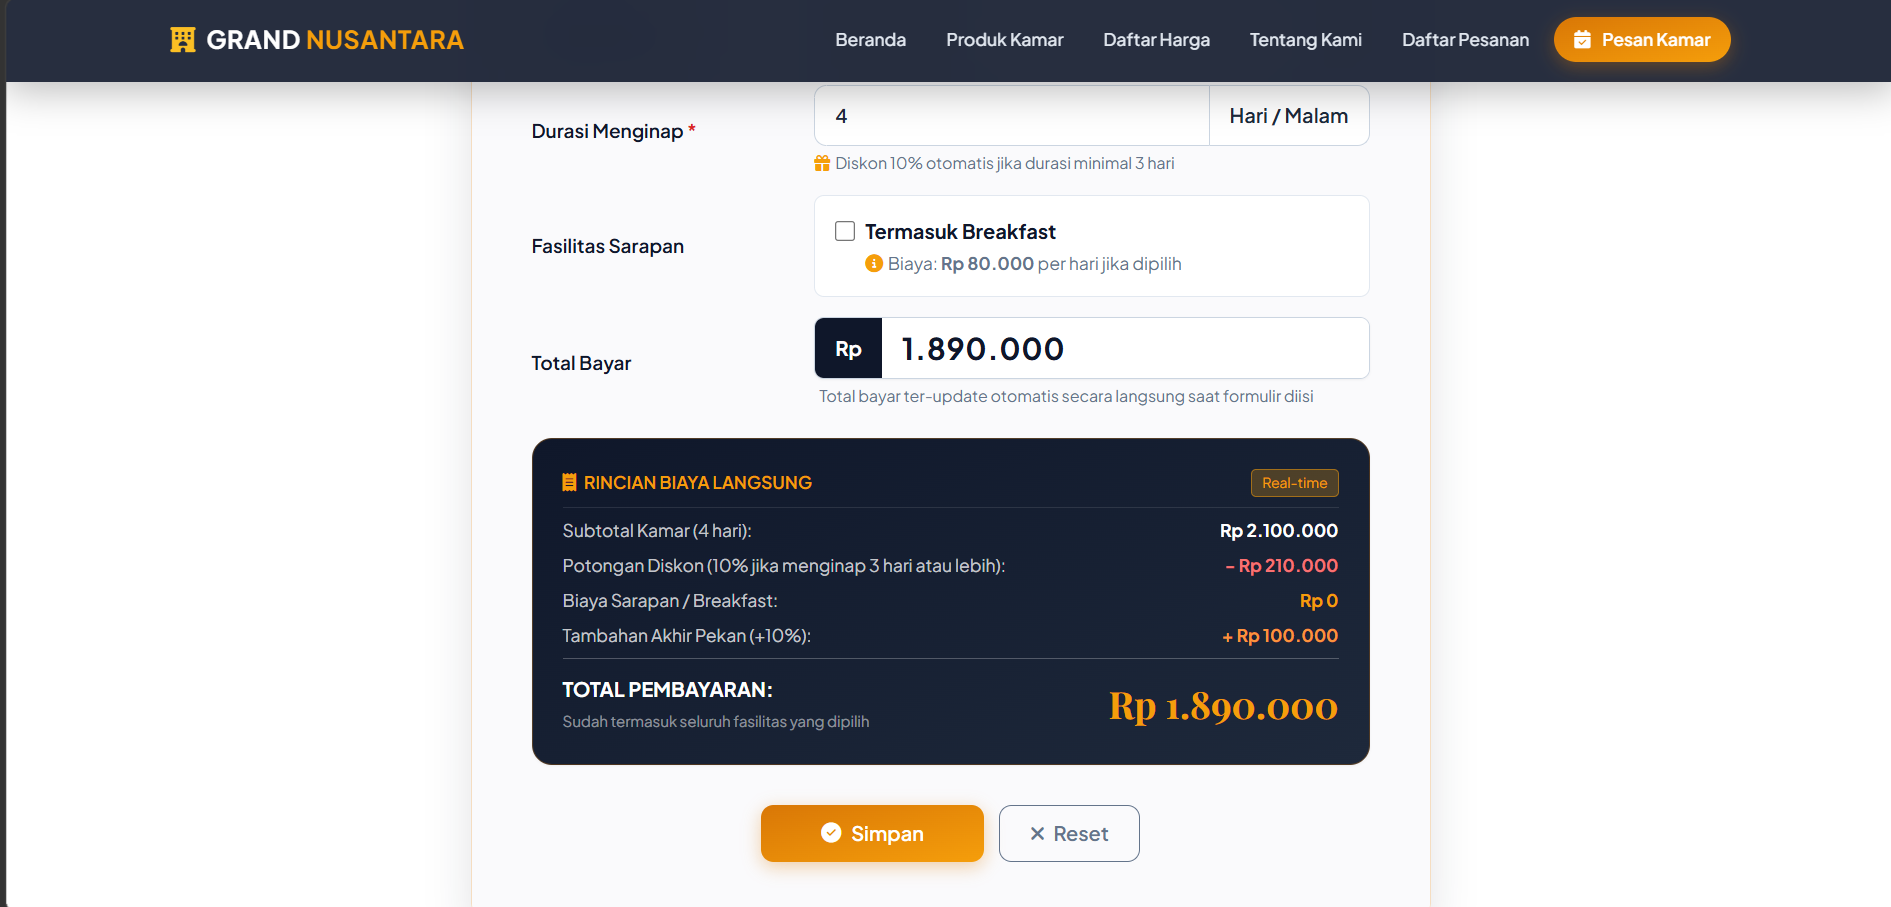 GRAND NUSANTARA
Beranda
Produk Kamar
Daftar Harga
Tentang Kami
Daftar Pesanan
Pesan Kamar
Durasi Menginap *
4
Hari / Malam
Diskon 10% otomatis jika durasi minimal 3 hari
Fasilitas Sarapan
Termasuk Breakfast
Biaya: Rp 80.000 per hari jika dipilih
Total Bayar
Rp
1.890.000
Total bayar ter-update otomatis secara langsung saat formulir diisi
RINCIAN BIAYA LANGSUNG
Real-time
Subtotal Kamar (4 hari):
Rp 2.100.000
Potongan Diskon (10% jika menginap 3 hari atau lebih):
- Rp 210.000
Biaya Sarapan / Breakfast:
Rp 0
Tambahan Akhir Pekan (+10%):
+ Rp 100.000
TOTAL PEMBAYARAN:
Rp 1.890.000
Sudah termasuk seluruh fasilitas yang dipilih
Simpan
Reset